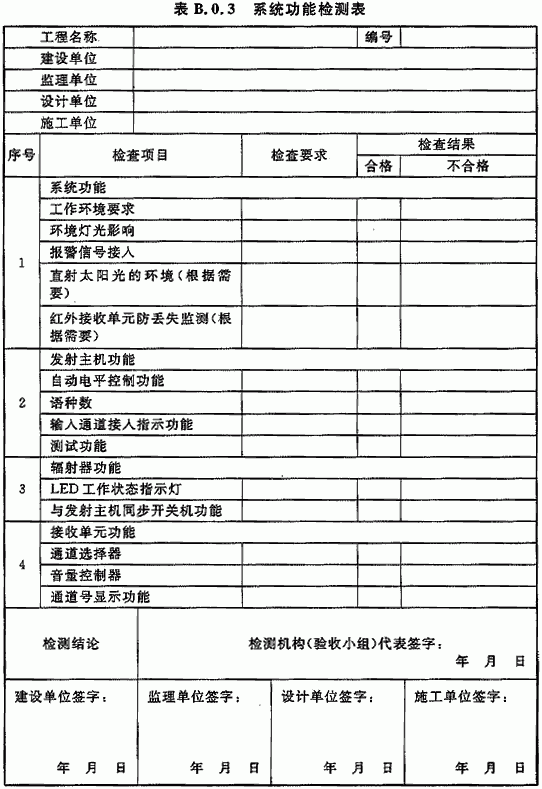 表 B.0.3 系统功能检测表
工程名称 编号
建设单位
监理单位
设计单位
施工单位
序号 检查项目 检查要求 检查结果
合格 不合格
1 系统功能
工作环境要求
环境灯光影响
报警信号接入
直射太阳光的环境(根据需
要)
红外接收单元防丢失监测(根
据需要)
2 发射主机功能
自动电平控制功能
语种数
输入通道接入指示功能
测试功能
3 辐射器功能
LED工作状态指示灯
与发射主机同步开关机功能
4 接收单元功能
通道选择器
音量控制器
通道号显示功能
检测结论 检测机构(验收小组)代表签字:
年 月 日
建设单位签字: 监理单位签字: 设计单位签字: 施工单位签字:
年 月 日 年 月 日 年 月 日 年 月 日